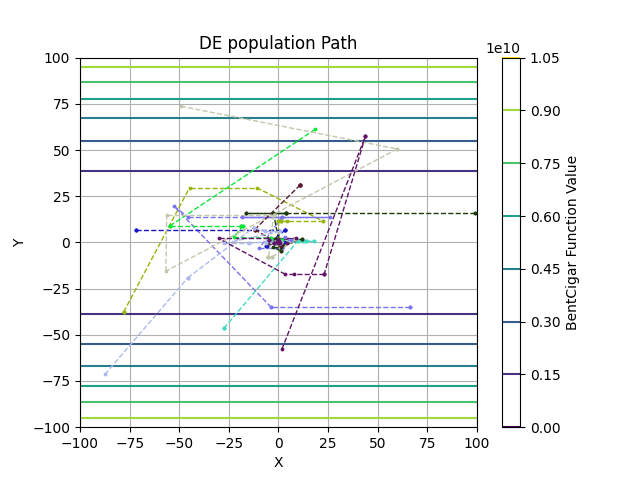 DE population Path
1e10
100
75
50
25
0
−25
−50
−75
−100
Y
−100 −75 −50 −25 0 25 50 75 100
X
1.05
0.90
0.75
0.60
0.45
0.30
0.15
0.00
BentCigar Function Value